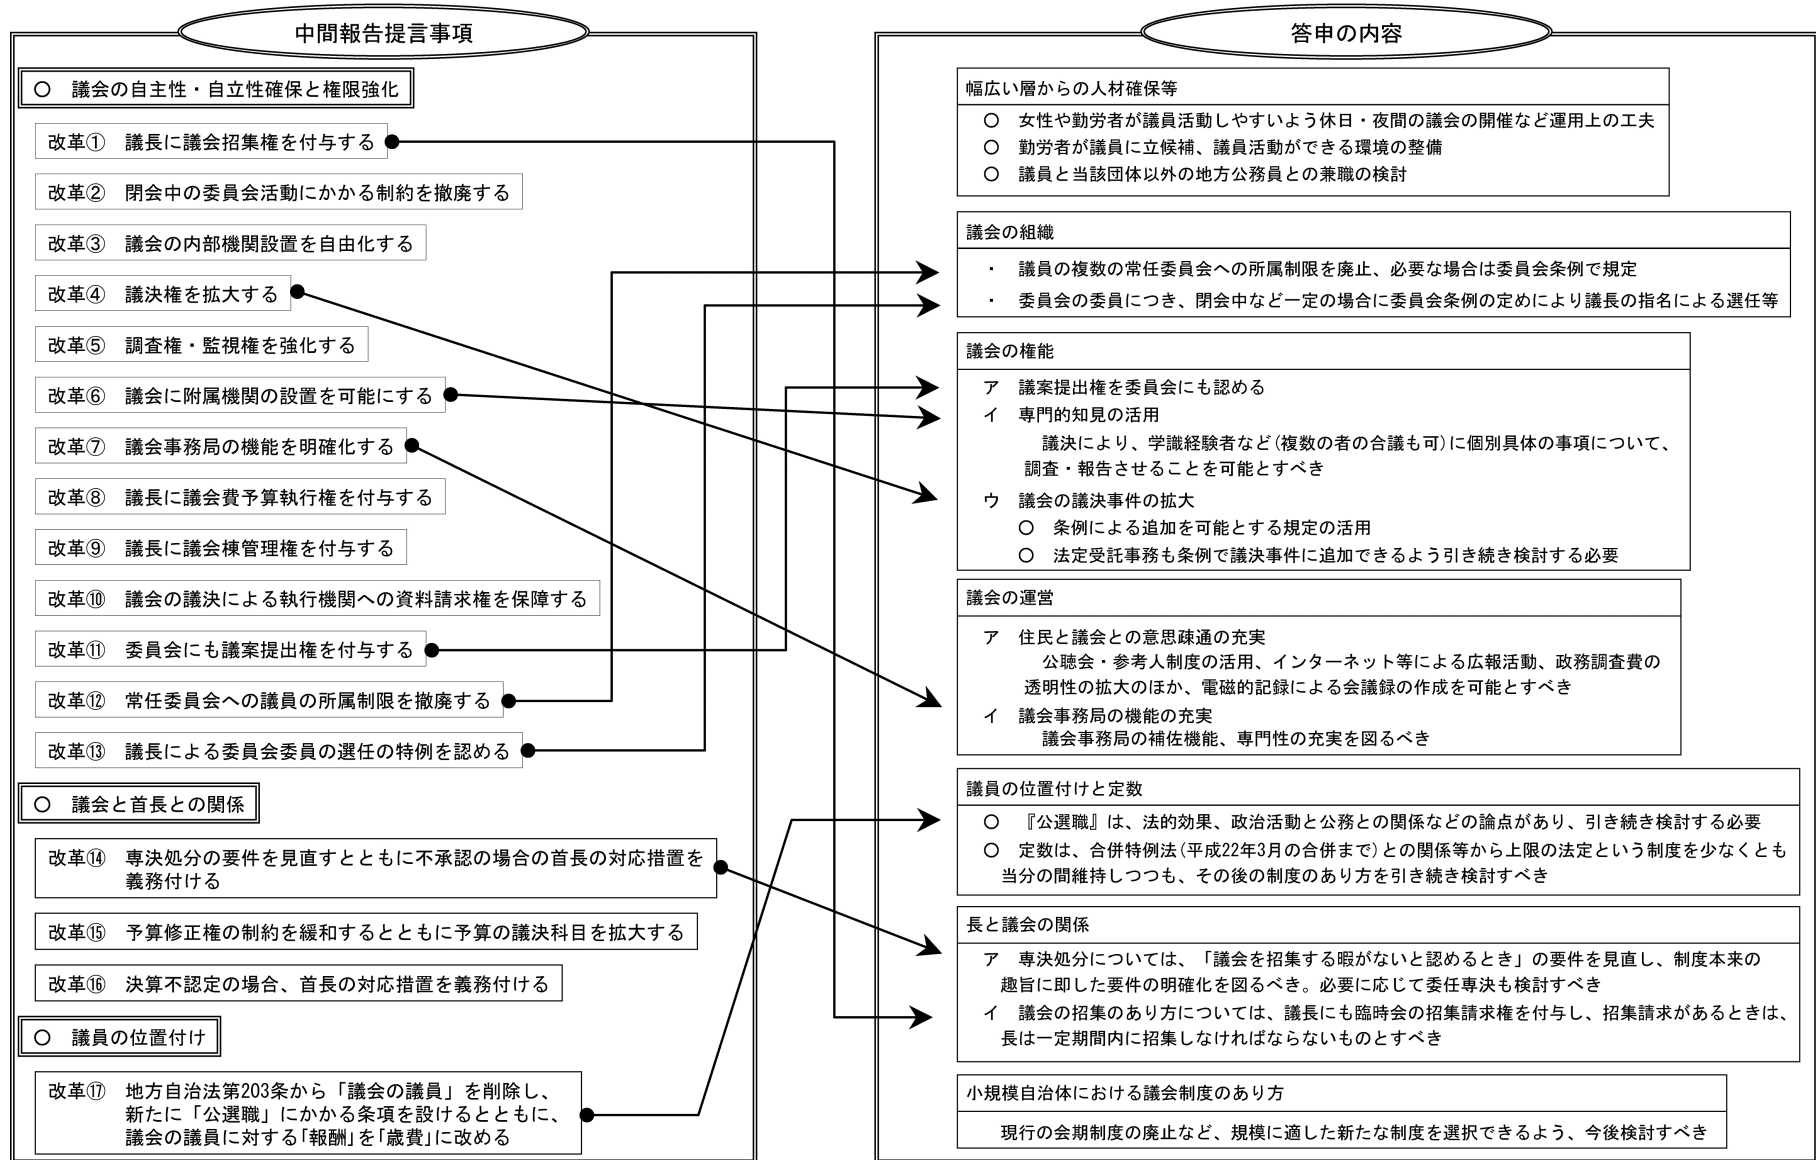 中間報告提言事項
○　議会の自主性・自立性確保と権限強化
改革①　議長に議会招集権を付与する
改革②　閉会中の委員会活動にかかる制約を撤廃する
改革③　議会の内部機関設置を自由化する
改革④　議決権を拡大する
改革⑤　調査権・監視権を強化する
改革⑥　議会に附属機関の設置を可能にする
改革⑦　議会事務局の機能を明確化する
改革⑧　議長に議会費予算執行権を付与する
改革⑨　議長に議会棟管理権を付与する
改革⑩　議会の議決による執行機関への資料請求権を保障する
改革⑪　委員会にも議案提出権を付与する
改革⑫　常任委員会への議員の所属制限を撤廃する
改革⑬　議長による委員会委員の選任の特例を認める
○　議会と首長との関係
改革⑭　専決処分の要件を見直すとともに不承認の場合の首長の対応措置を
義務付ける
改革⑮　予算修正権の制約を緩和するとともに予算の議決科目を拡大する
改革⑯　決算不認定の場合、首長の対応措置を義務付ける
○　議員の位置付け
改革⑰　地方自治法第203条から「議会の議員」を削除し、
新たに「公選職」にかかる条項を設けるとともに、
議会の議員に対する「報酬」を「歳費」に改める
答申の内容
幅広い層からの人材確保等
○　女性や勤労者が議員活動しやすいよう休日・夜間の議会の開催など運用上の工夫
○　勤労者が議員に立候補、議員活動ができる環境の整備
○　議員と当該団体以外の地方公務員との兼職の検討
議会の組織
・　議員の複数の常任委員会への所属制限を廃止、必要な場合は委員会条例で規定
・　委員会の委員につき、閉会中など一定の場合に委員会条例の定めにより議長の指名による選任等
議会の権能
ア　議案提出権を委員会にも認める
イ　専門的知見の活用
議決により、学識経験者など(複数の者の合議も可)に個別具体の事項について、
調査・報告させることを可能とすべき
ウ　議会の議決事件の拡大
○　条例による追加を可能とする規定の活用
○　法定受託事務も条例で議決事件に追加できるよう引き続き検討する必要
議会の運営
ア　住民と議会との意思疎通の充実
公聴会・参考人制度の活用、インターネット等による広報活動、政務調査費の
透明性の拡大のほか、電磁的記録による会議録の作成を可能とすべき
イ　議会事務局の機能の充実
議会事務局の補佐機能、専門性の充実を図るべき
議員の位置付けと定数
○　『公選職』は、法的効果、政治活動と公務との関係などの論点があり、引き続き検討する必要
○　定数は、合併特例法(平成22年3月の合併まで)との関係等から上限の法定という制度を少なくとも
当分の間維持しつつも、その後の制度のあり方を引き続き検討すべき
長と議会の関係
ア　専決処分については、「議会を招集する暇がないと認めるとき」の要件を見直し、制度本来の
趣旨に即した要件の明確化を図るべき。必要に応じて委任専決も検討すべき
イ　議会の招集のあり方については、議長にも臨時会の招集請求権を付与し、招集請求があるときは、
長は一定期間内に招集しなければならないものとすべき
小規模自治体における議会制度のあり方
現行の会期制度の廃止など、規模に適した新たな制度を選択できるよう、今後検討すべき